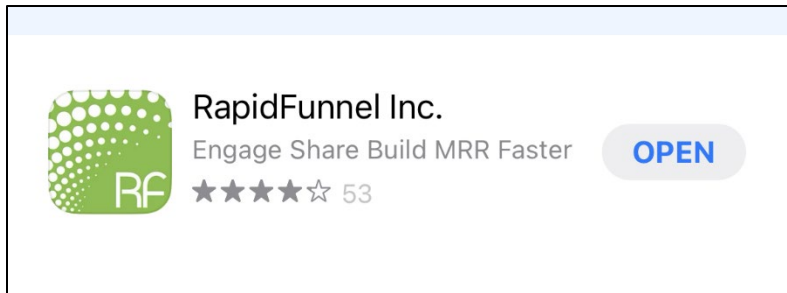 RapidFunnel Inc.
Engage Share Build MRR Faster
OPEN
53
RF